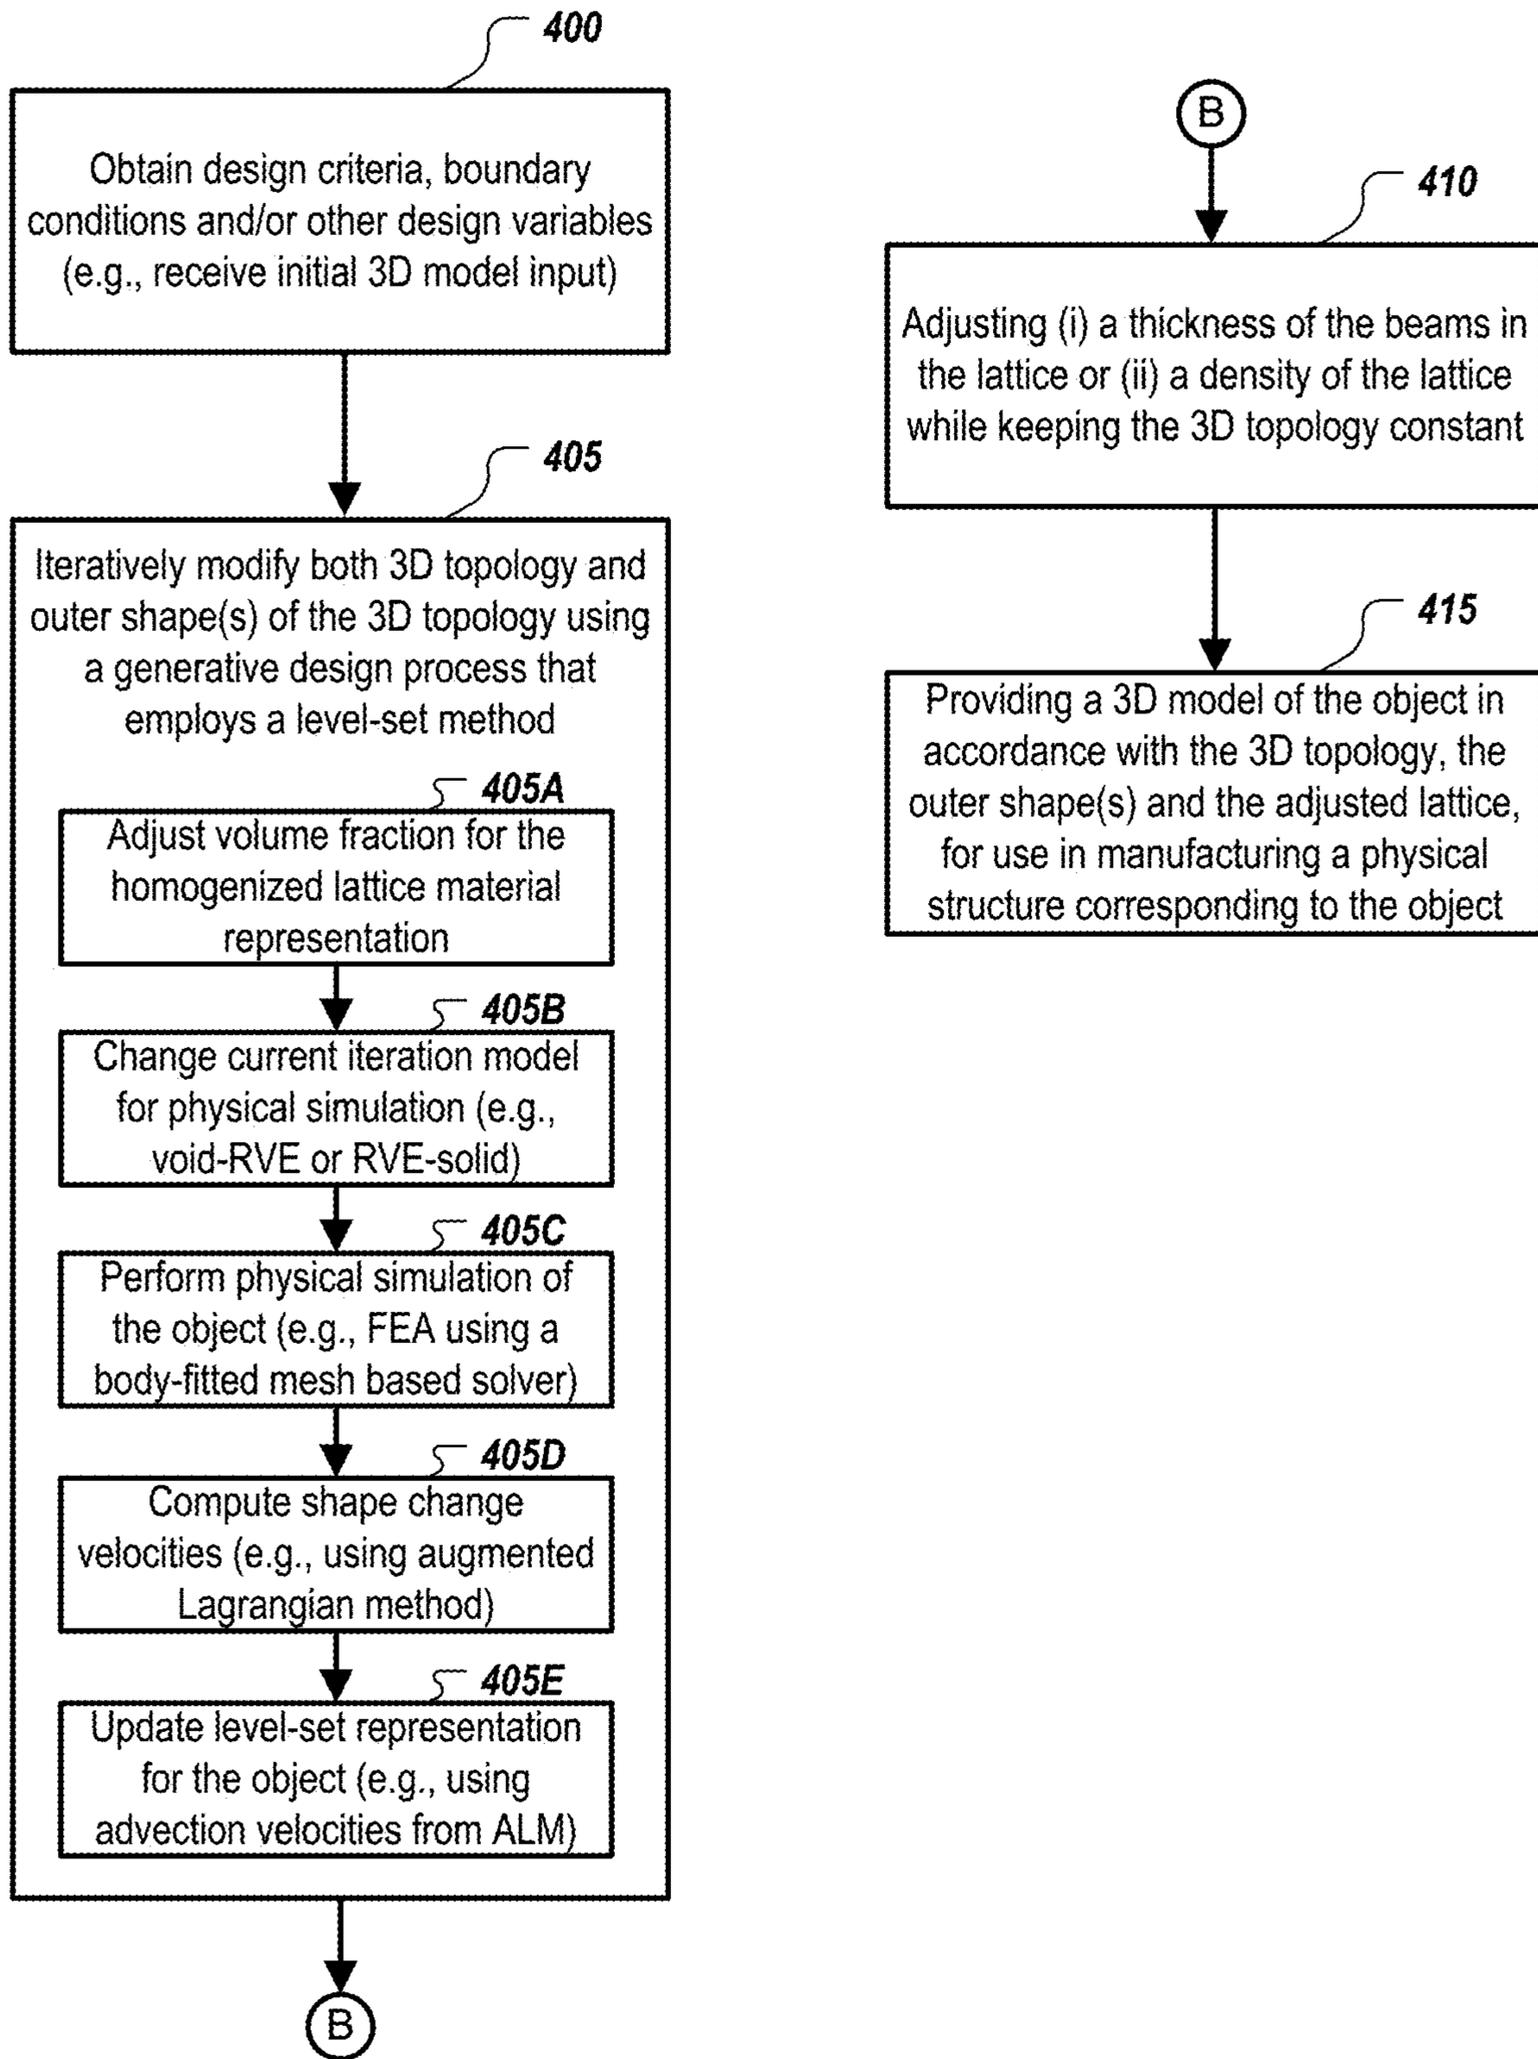 400
Obtain design criteria, boundary
conditions and/or other design variables
(e.g., receive initial 3D model input)
405
Iteratively modify both 3D topology and
outer shape(s) of the 3D topology using
a generative design process that
employs a level-set method
405A
Adjust volume fraction for the
homogenized lattice material
representation
405B
Change current iteration model
for physical simulation (e.g.,
void-RVE or RVE-solid)
405C
Perform physical simulation of
the object (e.g., FEA using a
body-fitted mesh based solver)
405D
Compute shape change
velocities (e.g., using augmented
Lagrangian method)
405E
Update level-set representation
for the object (e.g., using
advection velocities from ALM)
B
B
410
Adjusting (i) a thickness of the beams in
the lattice or (ii) a density of the lattice
while keeping the 3D topology constant
415
Providing a 3D model of the object in
accordance with the 3D topology, the
outer shape(s) and the adjusted lattice,
for use in manufacturing a physical
structure corresponding to the object